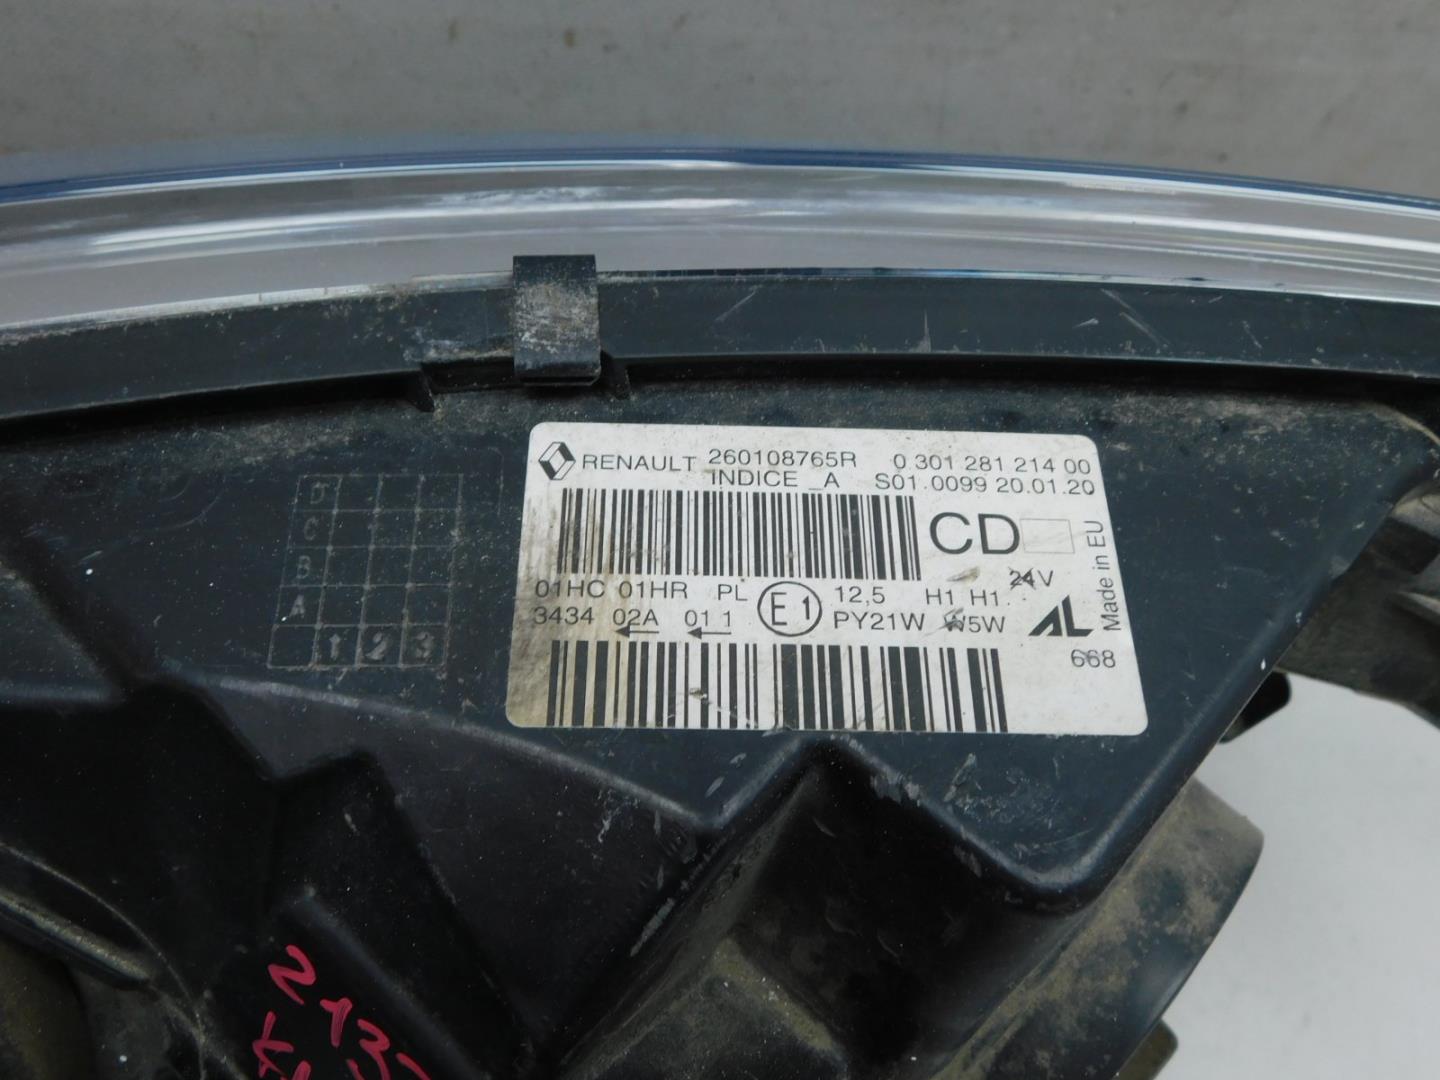 RENAULT 260108765R 0 301 281 214 00
INDICE _A S01.0099 20.01.20
CD
Made in EU
24V
01HC 01HR PL E1 12,5 H1 H1
3434 02A 01 1 PY21W W5W AL
668
D
C
B
A
1 2 3
2137